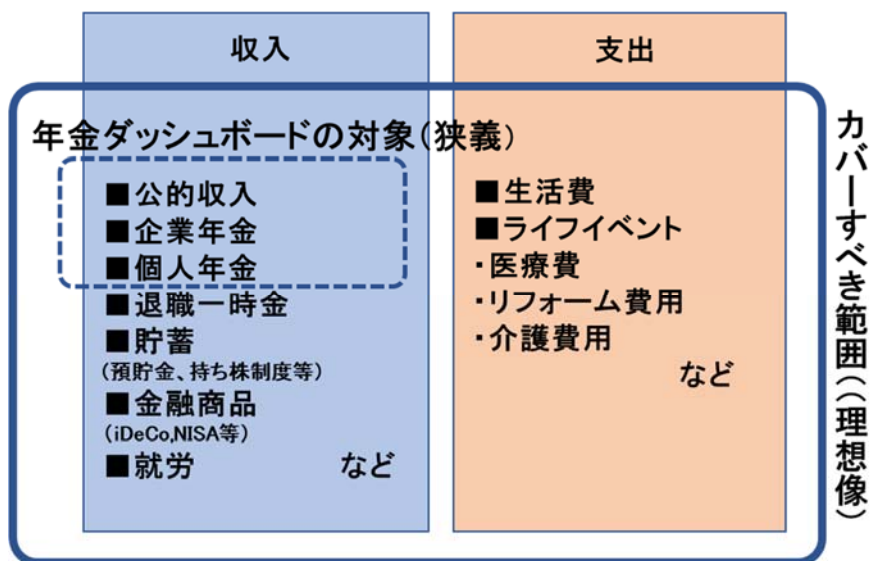 収入
支出
年金ダッシュボードの対象(狭義)
■公的収入
■企業年金
■個人年金
■退職一時金
■貯蓄
(預貯金、持ち株制度等)
■金融商品
(iDeCo,NISA等)
■就労 など
■生活費
■ライフイベント
・医療費
・リフォーム費用
・介護費用
など
カバーすべき範囲((理想像)